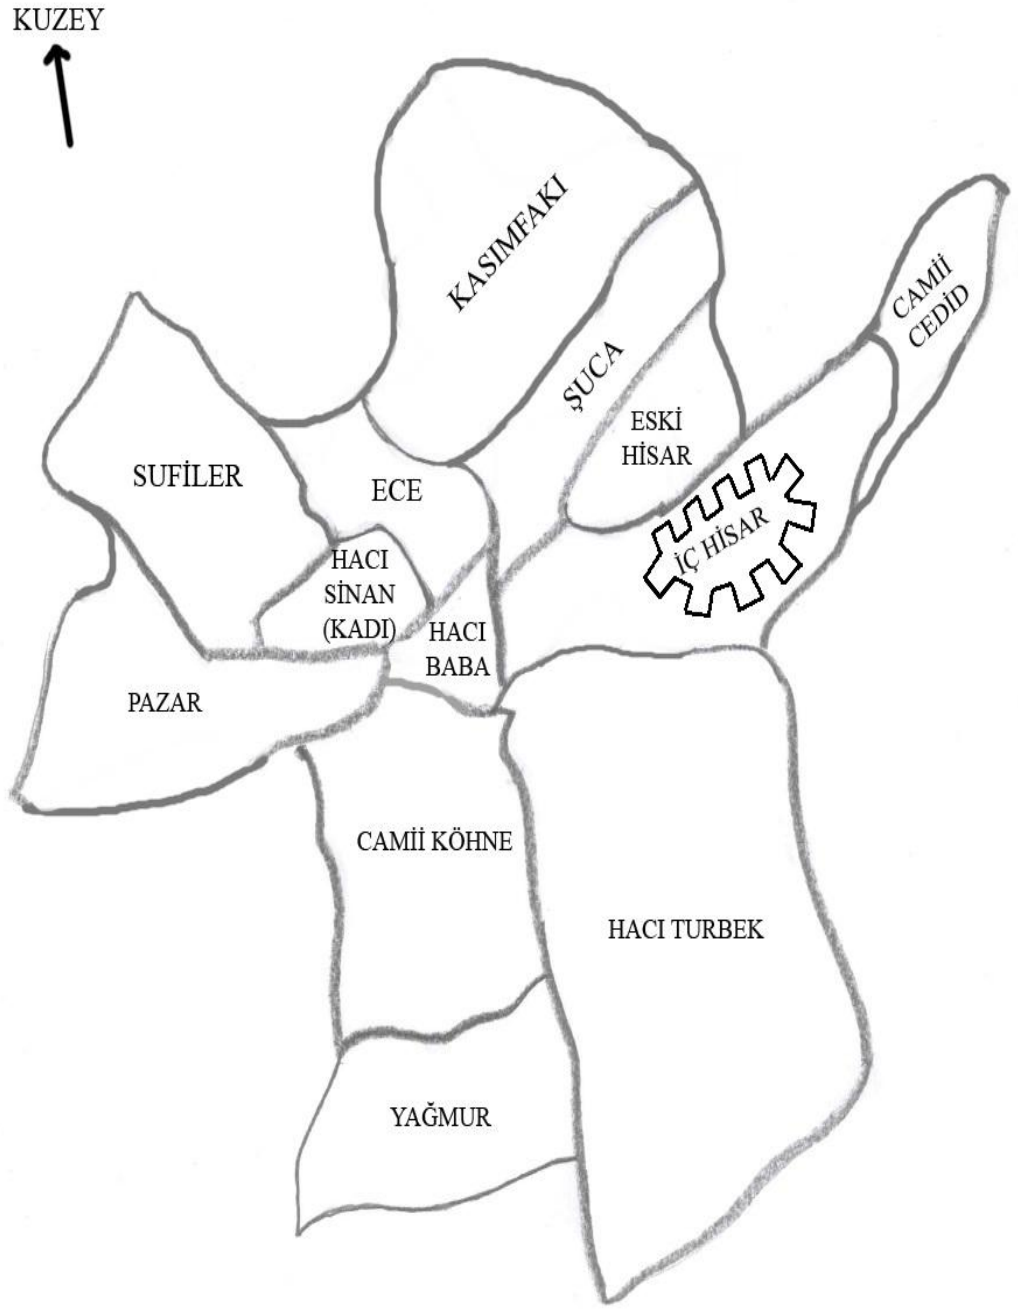 KUZEY
KASIMFAKI
CAMİİ
CEDİD
ŞUCA
ESKİ
HİSAR
SUFİLER
ECE
İÇ HİSAR
HACI
SİNAN
(KADI)
HACI
BABA
PAZAR
CAMİİ KÖHNE
HACI TURBEK
YAĞMUR